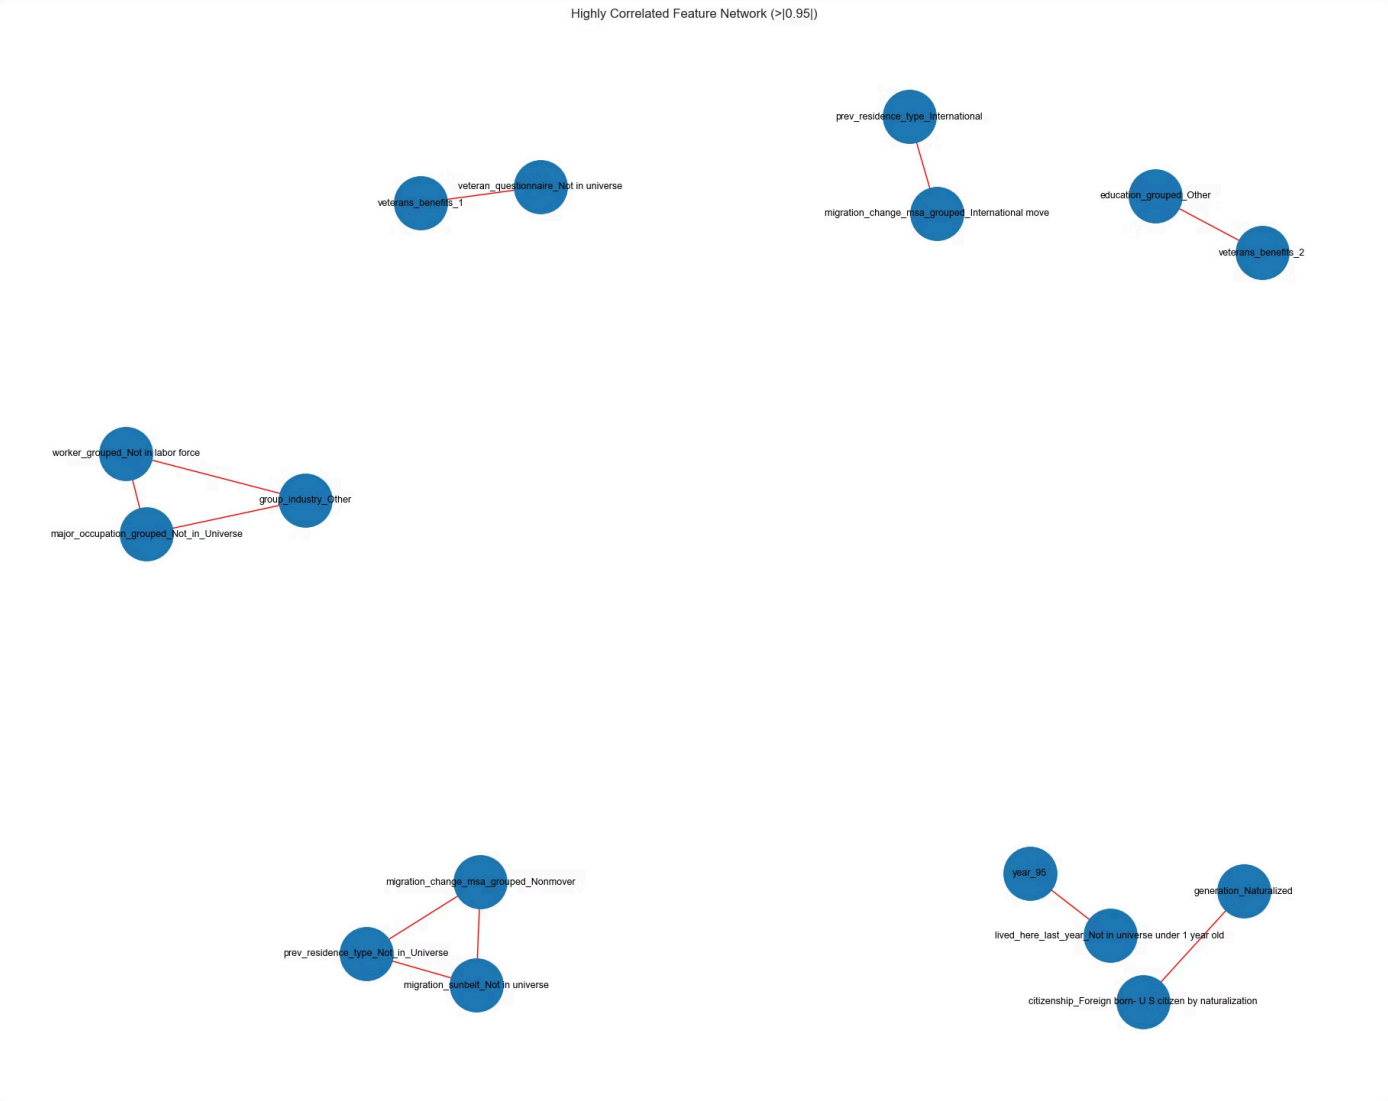 Highly Correlated Feature Network (>|0.95|)
prev_residence_type_International
veteran_questionnaire_Not in universe
veterans_benefits_1
education_grouped_Other
migration_change_msa_grouped_International move
veterans_benefits_2
worker_grouped_Not in labor force
group_industry_Other
major_occupation_grouped_Not_in_Universe
year_95
migration_change_msa_grouped_Nonmover
generation_Naturalized
lived_here_last_year_Not in universe under 1 year old
prev_residence_type_Not_in_Universe
migration_sunbelt_Not in universe
citizenship_Foreign born- U S citizen by naturalization